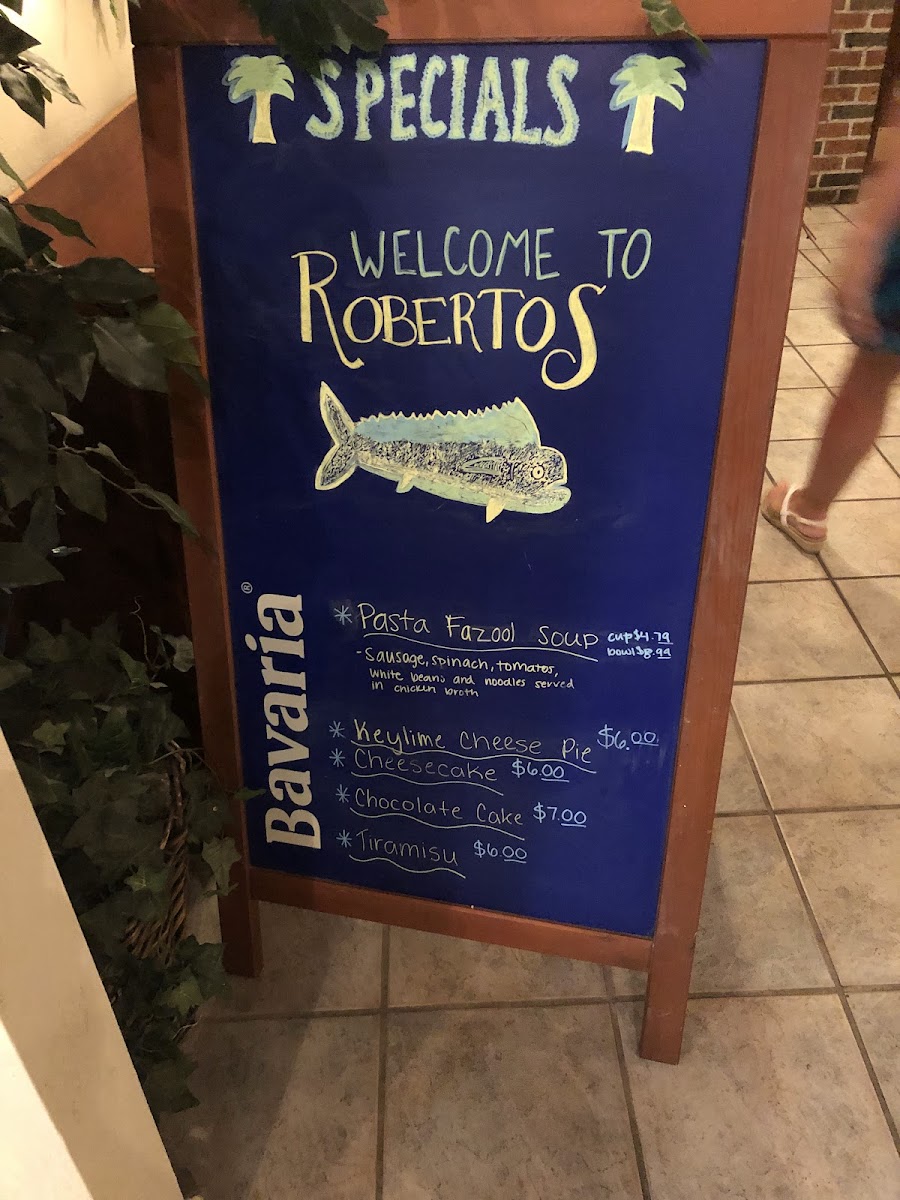 SPECIALS
WELCOME TO
ROBERTOS
Bavaria®
* Pasta Fazool Soup cup $4.79
bowl $8.99
- Sausage, spinach, tomatoes,
white beans and noodles served
in chicken broth
* Keylime Cheese Pie $6.00
* Cheesecake $6.00
* Chocolate Cake $7.00
* Tiramisu $6.00